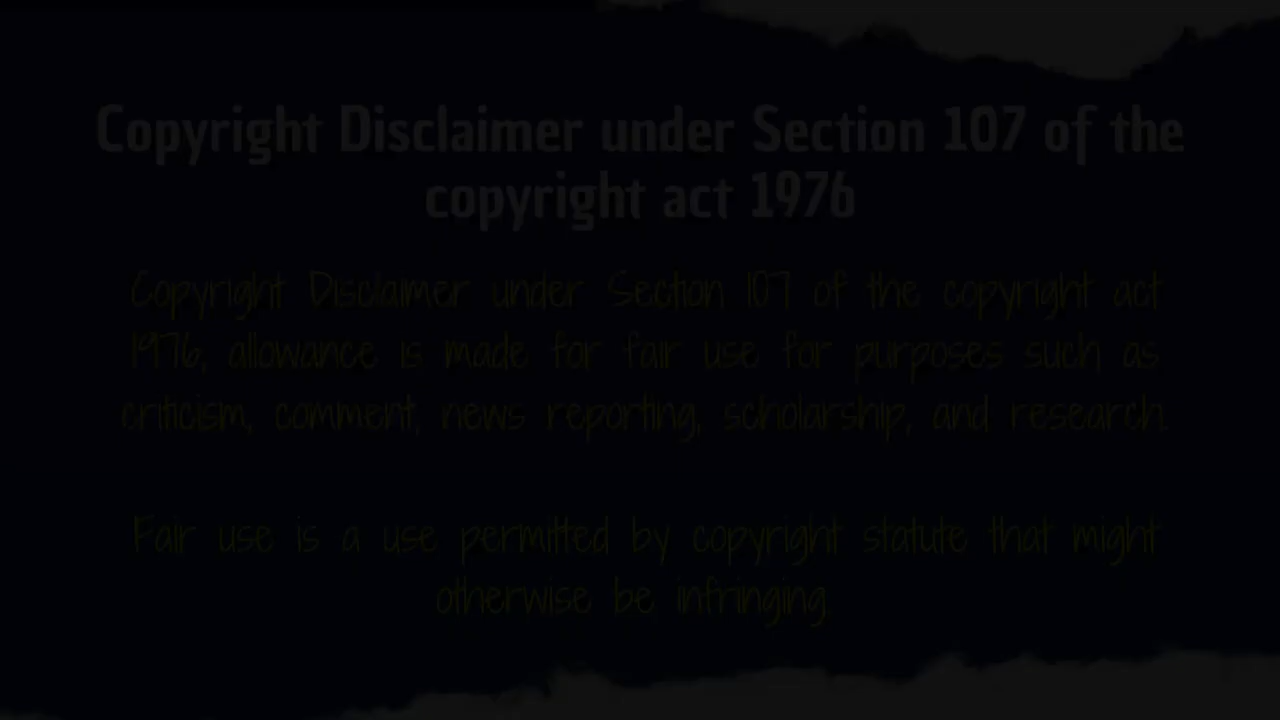 Copyright Disclaimer under Section 107 of the
copyright act 1976
Copyright Disclaimer under Section 107 of the copyright act
1976, allowance is made for fair use for purposes such as
criticism, comment, news reporting, scholarship, and research.
Fair use is a use permitted by copyright statute that might
otherwise be infringing.